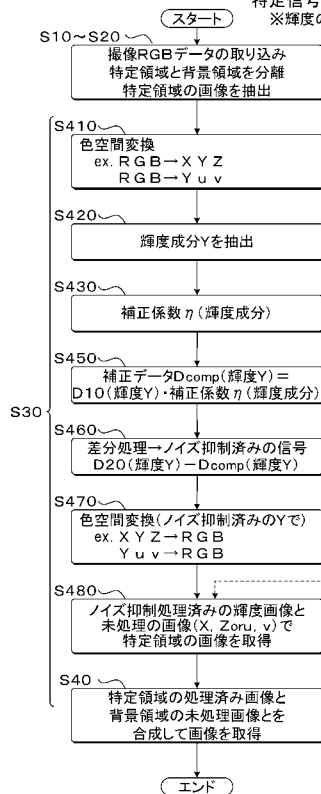 特定信号
※輝度の
スタート
S10～S20
撮像RGBデータの取り込み
特定領域と背景領域を分離
特定領域の画像を抽出
S410
色空間変換
ex. RGB→XYZ
RGB→Yuv
S420
輝度成分Yを抽出
S430
補正係数η(輝度成分)
S450
補正データDcomp(輝度Y)=
D10(輝度Y)・補正係数η(輝度成分)
S30
S460
差分処理→ノイズ抑制済みの信号
D20(輝度Y)－Dcomp(輝度Y)
S470
色空間変換(ノイズ抑制済みのYで)
ex. XYZ→RGB
Yuv→RGB
S480
ノイズ抑制処理済みの輝度画像と
未処理の画像(X, Zoru, v)で
特定領域の画像を取得
S40
特定領域の処理済み画像と
背景領域の未処理画像とを
合成して画像を取得
エンド